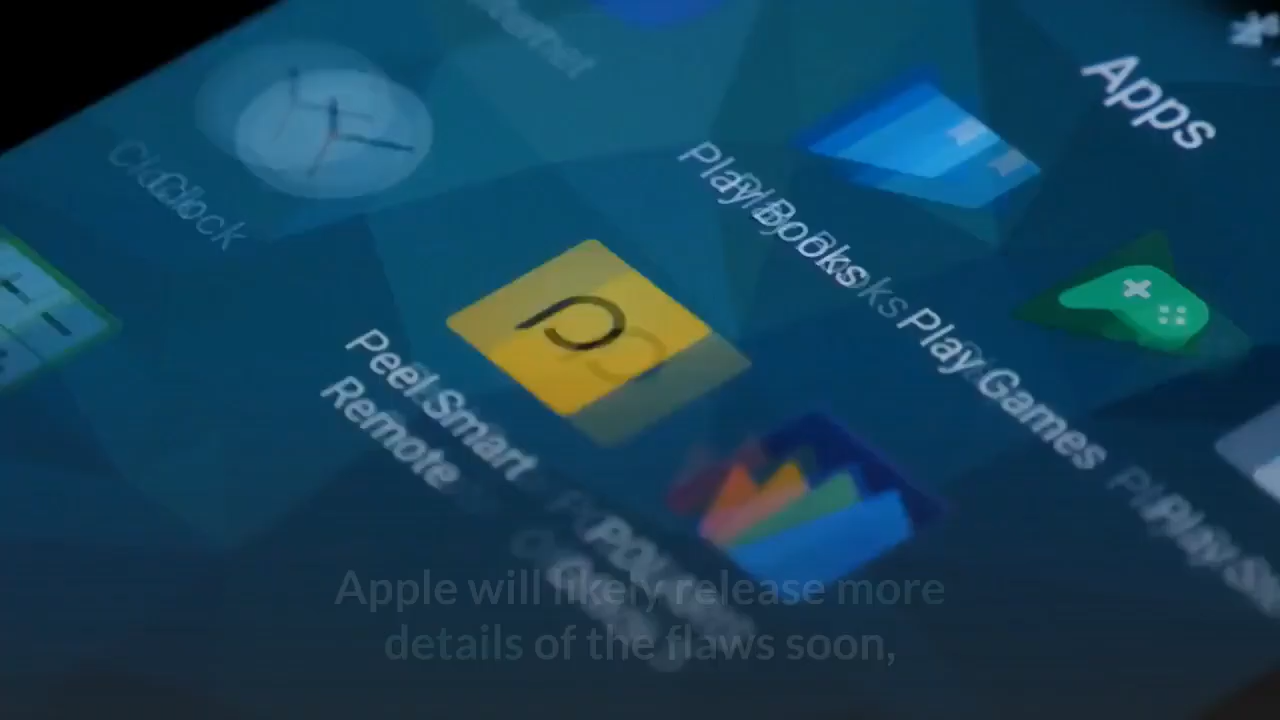 Internet
Apps
Clock
Play Books
Play Games
Peel Smart
Remote
Apple will likely release more
details of the flaws soon,